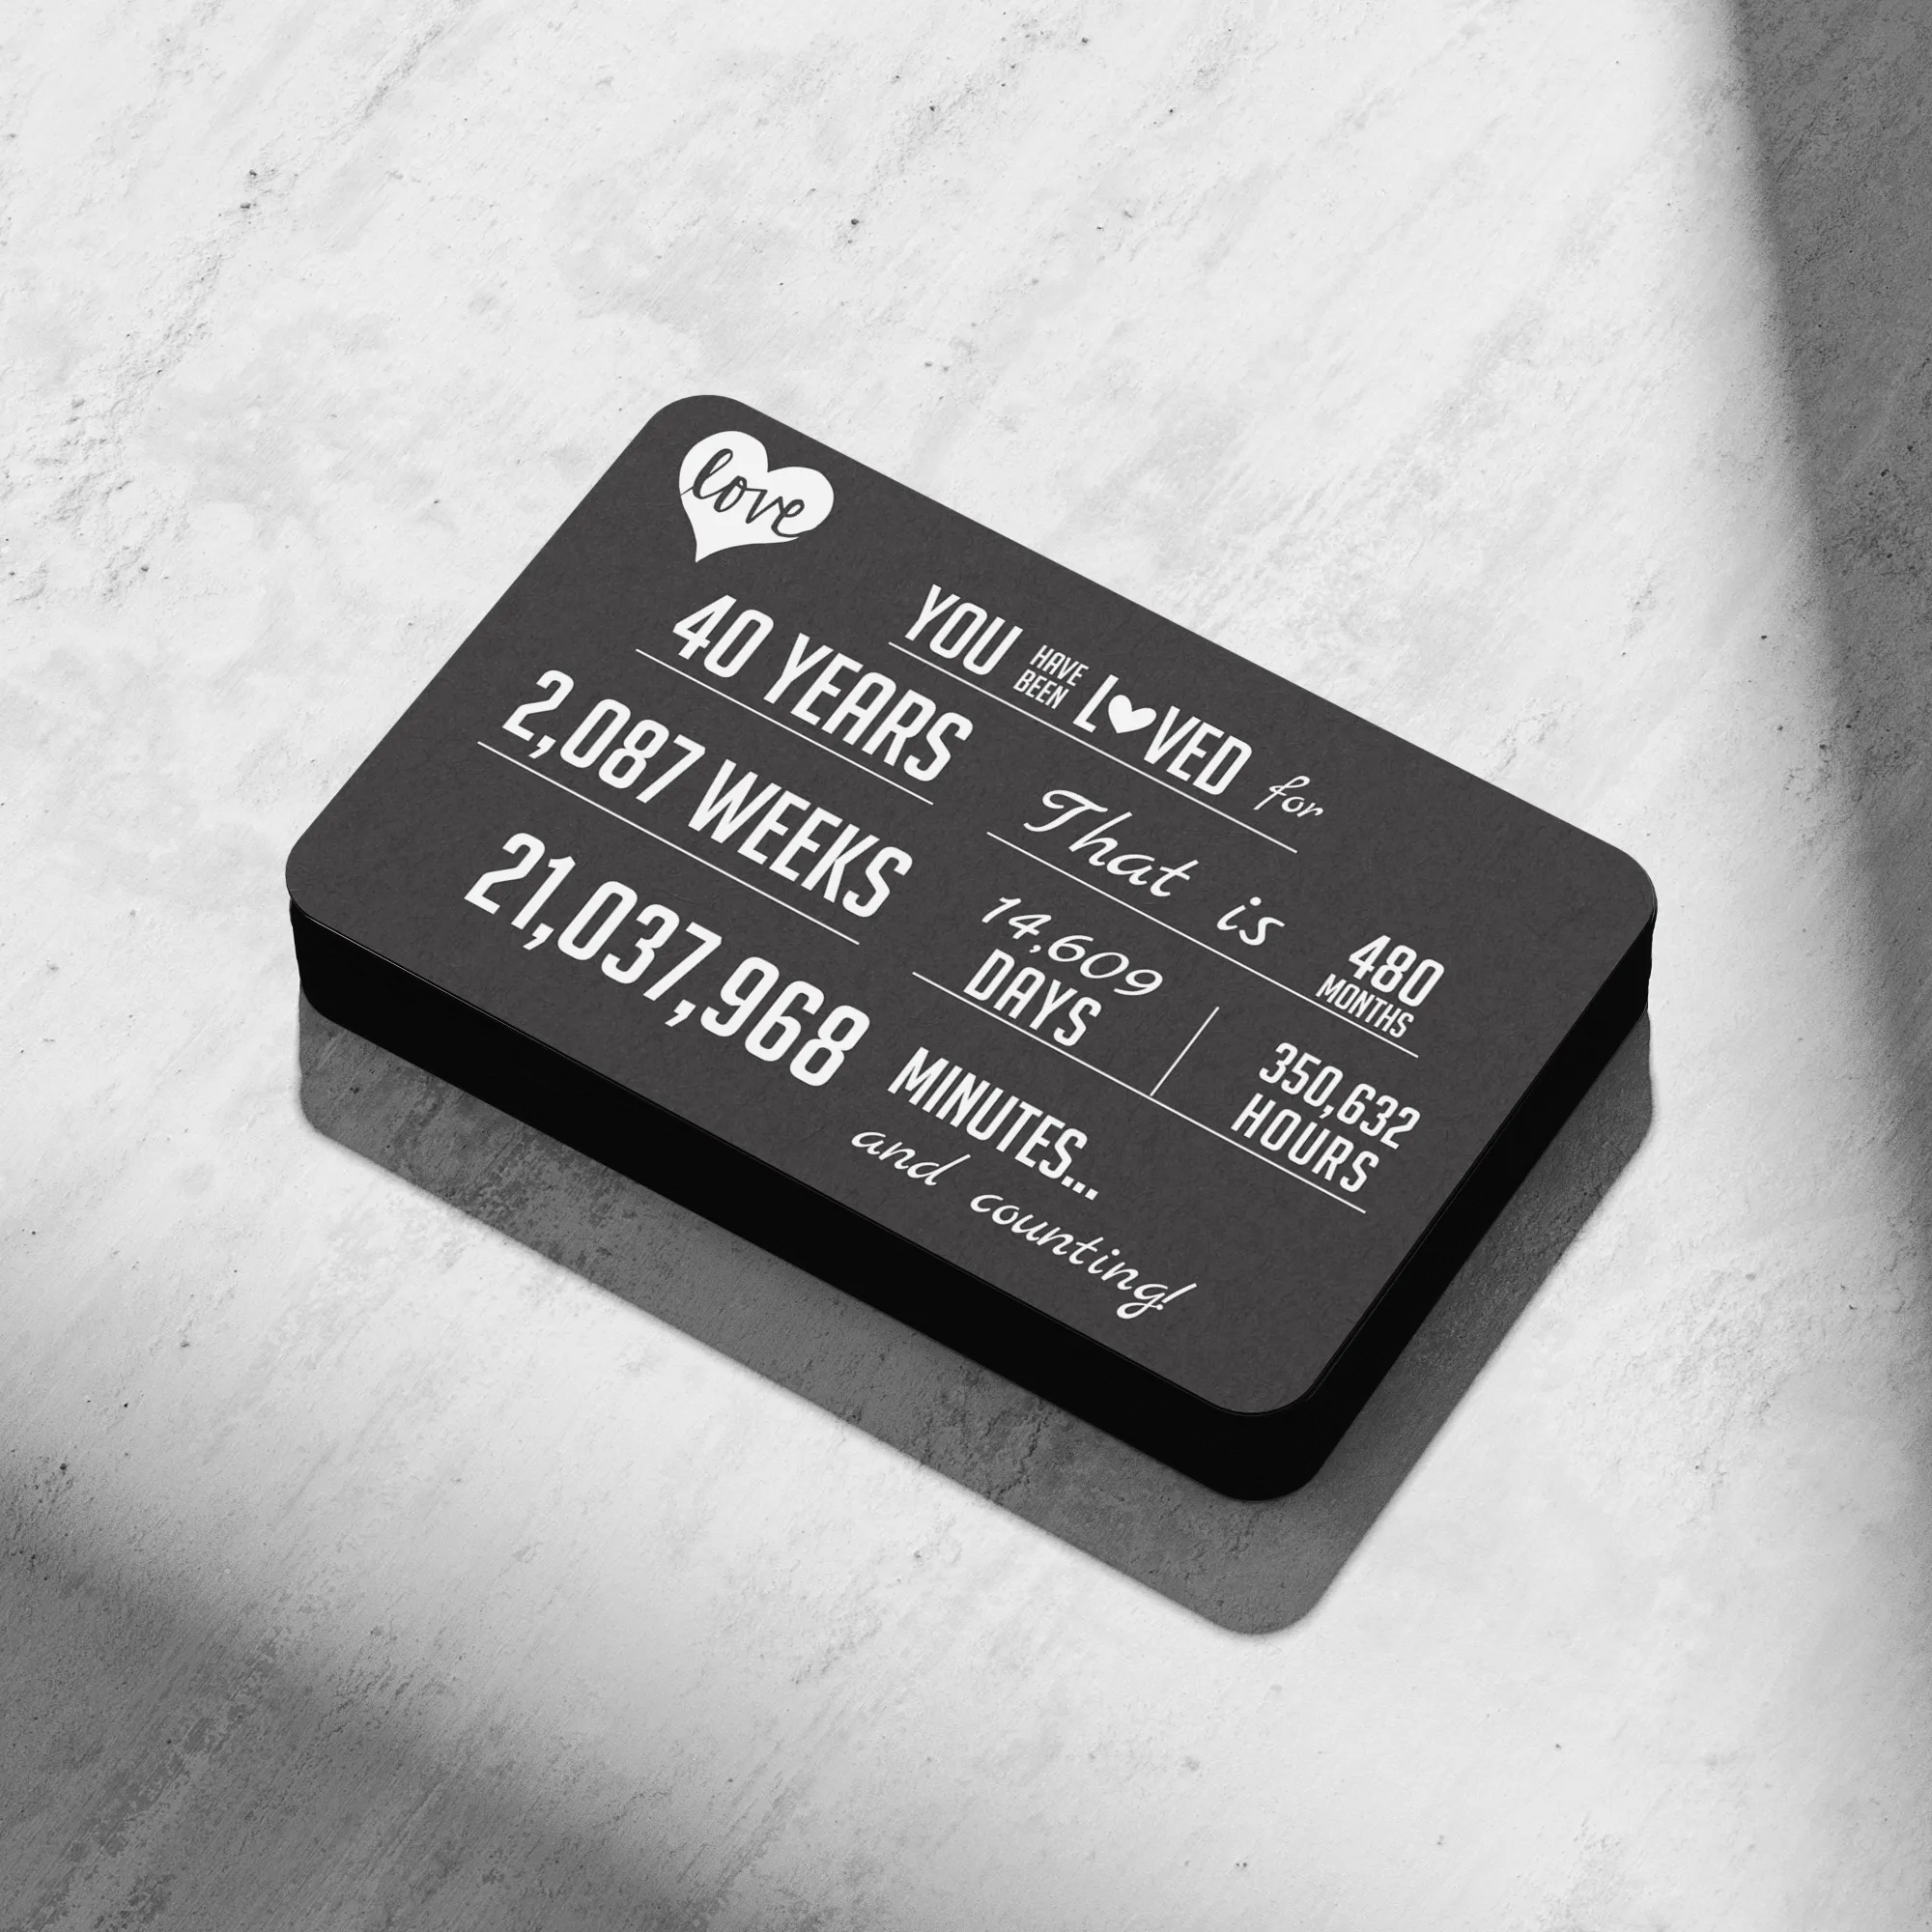 love
YOU HAVE BEEN L♥VED for
40 YEARS That is 480 MONTHS
2,087 WEEKS 14,609 DAYS 350,632 HOURS
21,037,968 MINUTES...
and counting!